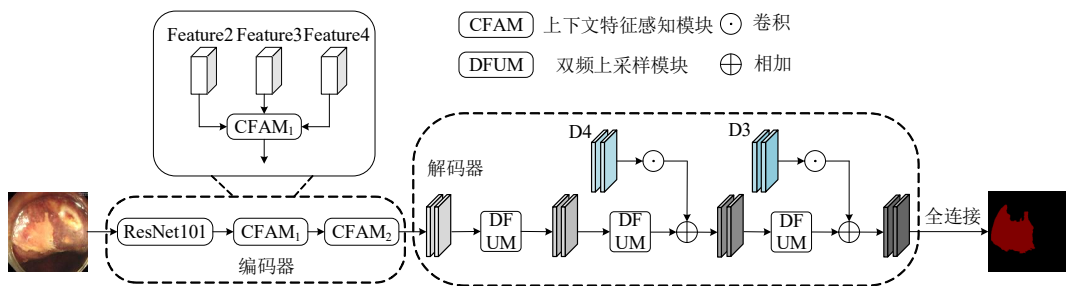 Feature2 Feature3 Feature4
CFAM₁
CFAM 上下文特征感知模块 卷积
DFUM 双频上采样模块 相加
解码器
D4
D3
ResNet101
CFAM₁
CFAM₂
编码器
DF
UM
DF
UM
DF
UM
全连接